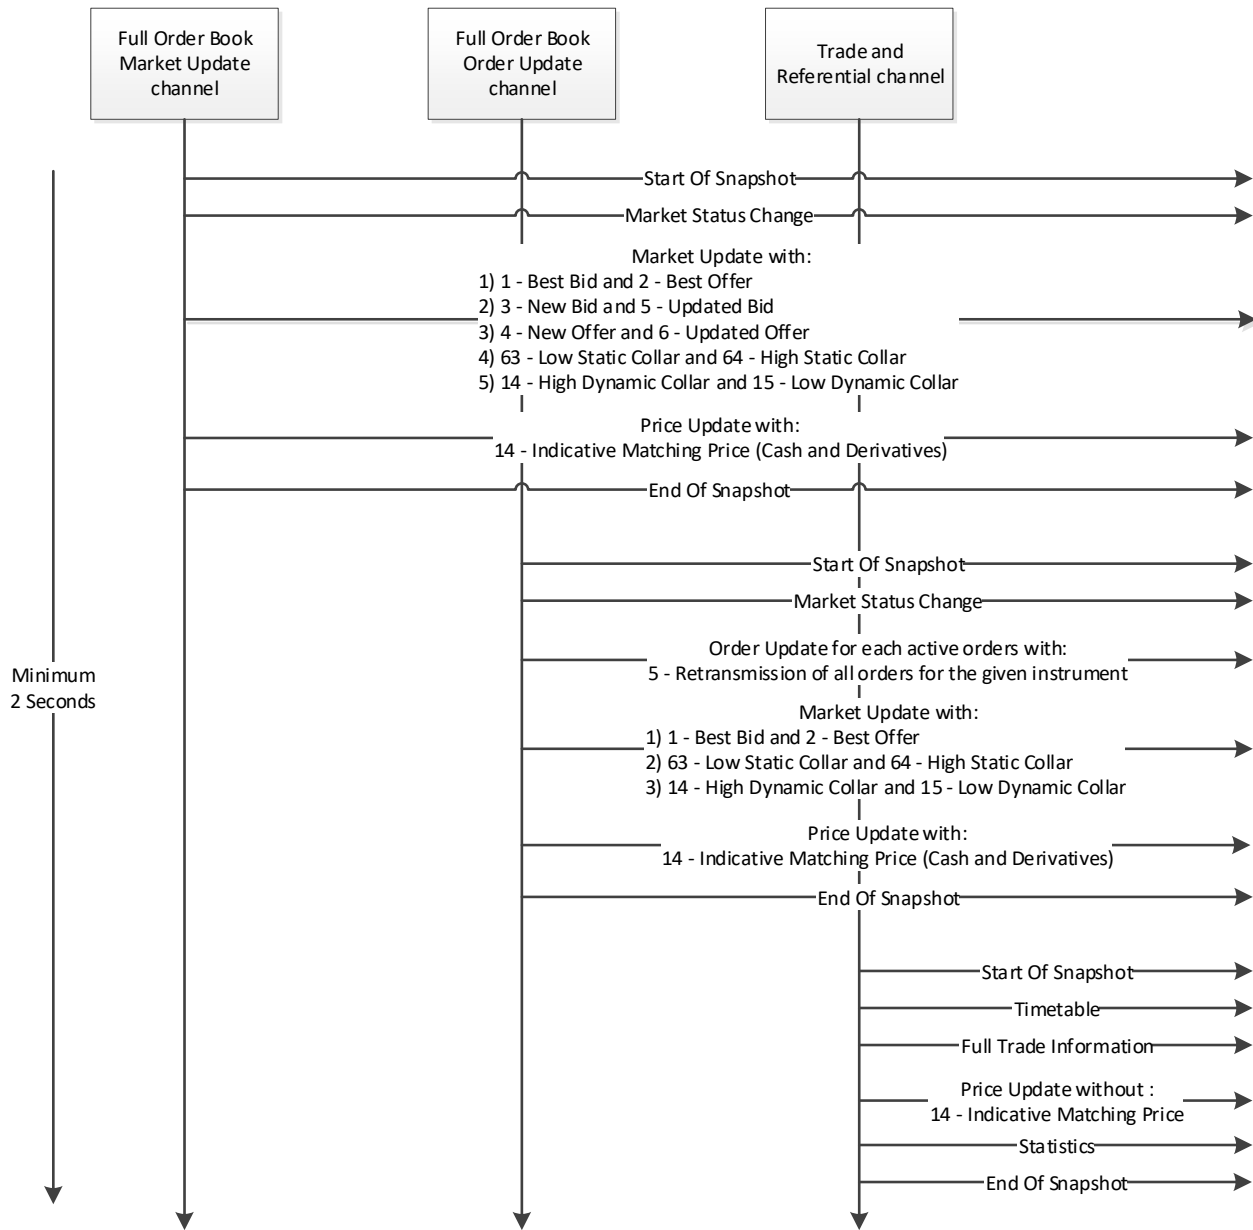 Full Order Book
Market Update
channel
Full Order Book
Order Update
channel
Trade and
Referential channel
Start Of Snapshot
Market Status Change
Market Update with:
1) 1 - Best Bid and 2 - Best Offer
2) 3 - New Bid and 5 - Updated Bid
3) 4 - New Offer and 6 - Updated Offer
4) 63 - Low Static Collar and 64 - High Static Collar
5) 14 - High Dynamic Collar and 15 - Low Dynamic Collar
Price Update with:
14 - Indicative Matching Price (Cash and Derivatives)
End Of Snapshot
Start Of Snapshot
Market Status Change
Order Update for each active orders with:
5 - Retransmission of all orders for the given instrument
Minimum
2 Seconds
Market Update with:
1) 1 - Best Bid and 2 - Best Offer
2) 63 - Low Static Collar and 64 - High Static Collar
3) 14 - High Dynamic Collar and 15 - Low Dynamic Collar
Price Update with:
14 - Indicative Matching Price (Cash and Derivatives)
End Of Snapshot
Start Of Snapshot
Timetable
Full Trade Information
Price Update without :
14 - Indicative Matching Price
Statistics
End Of Snapshot